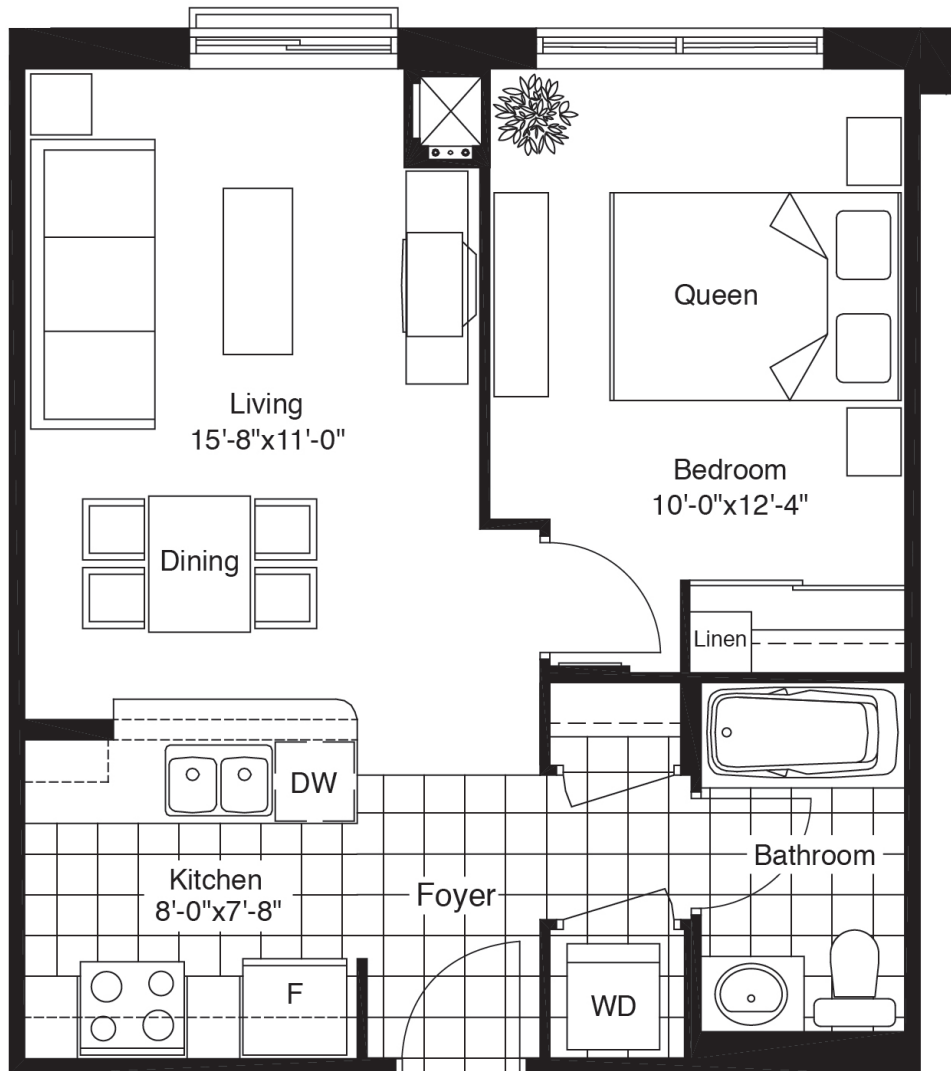 Queen
Living
15'-8"x11'-0"
Bedroom
10'-0"x12'-4"
Dining
Linen
DW
Bathroom
Kitchen
8'-0"x7'-8"
Foyer
F
WD